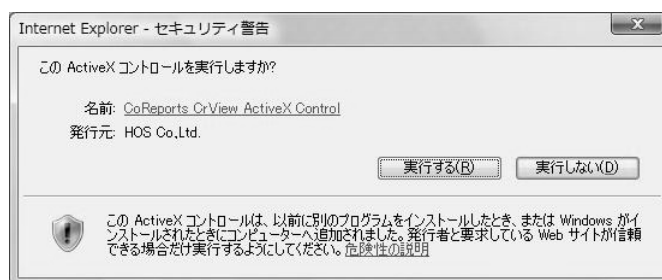 Internet Explorer - セキュリティ警告
この ActiveX コントロールを実行しますか?
名前: CoReports CrView ActiveX Control
発行元: HOS Co.,Ltd.
実行する(R) 実行しない(D)
この ActiveX コントロールは、以前に別のプログラムをインストールしたとき、または Windows がイ
ンストールされたときにコンピューターへ追加されました。発行者と要求している Web サイトが信頼
できる場合だけ実行するようにしてください。危険性の説明